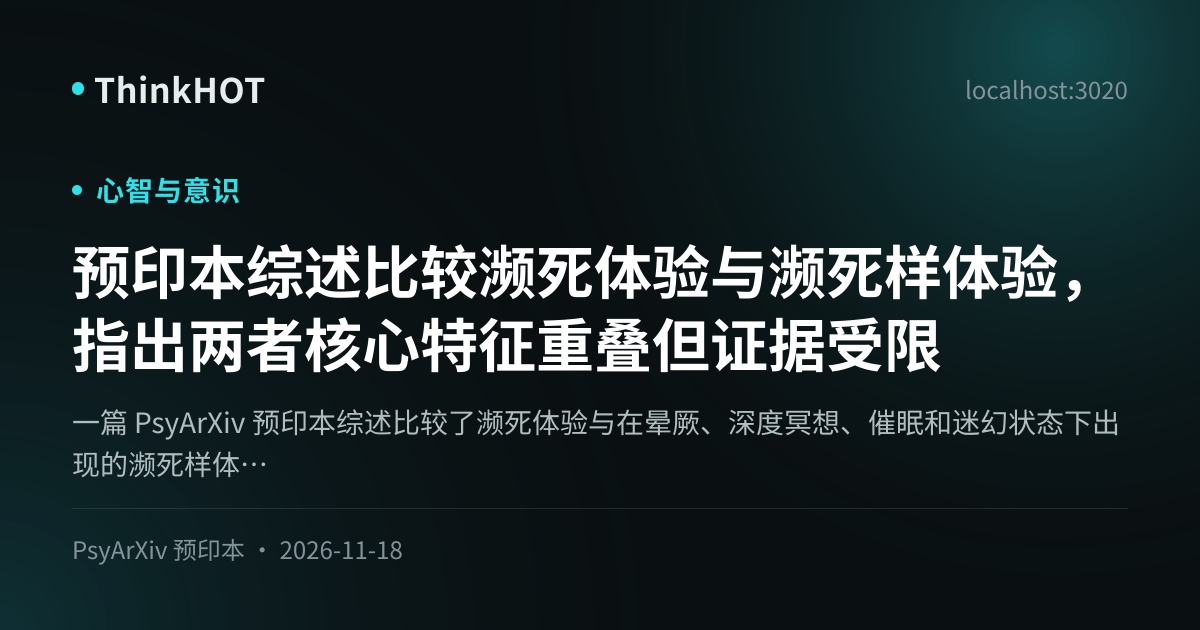 ThinkHOT
localhost:3020
心智与意识
预印本综述比较濒死体验与濒死样体验，
指出两者核心特征重叠但证据受限
一篇 PsyArXiv 预印本综述比较了濒死体验与在晕厥、深度冥想、催眠和迷幻状态下出
现的濒死样体…
PsyArXiv 预印本 · 2026-11-18